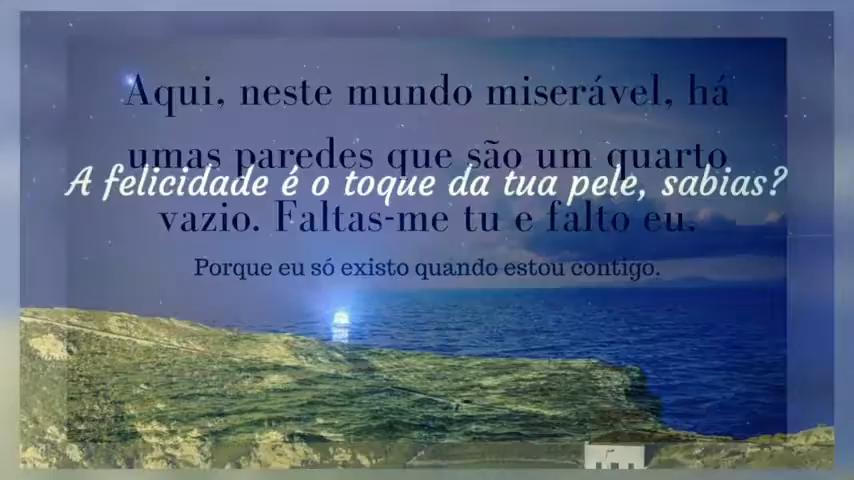 Aqui, neste mundo miserável, há
umas paredes que são um quarto
A felicidade é o toque da tua pele, sabias?
vazio. Faltas-me tu e falto eu.
Porque eu só existo quando estou contigo.